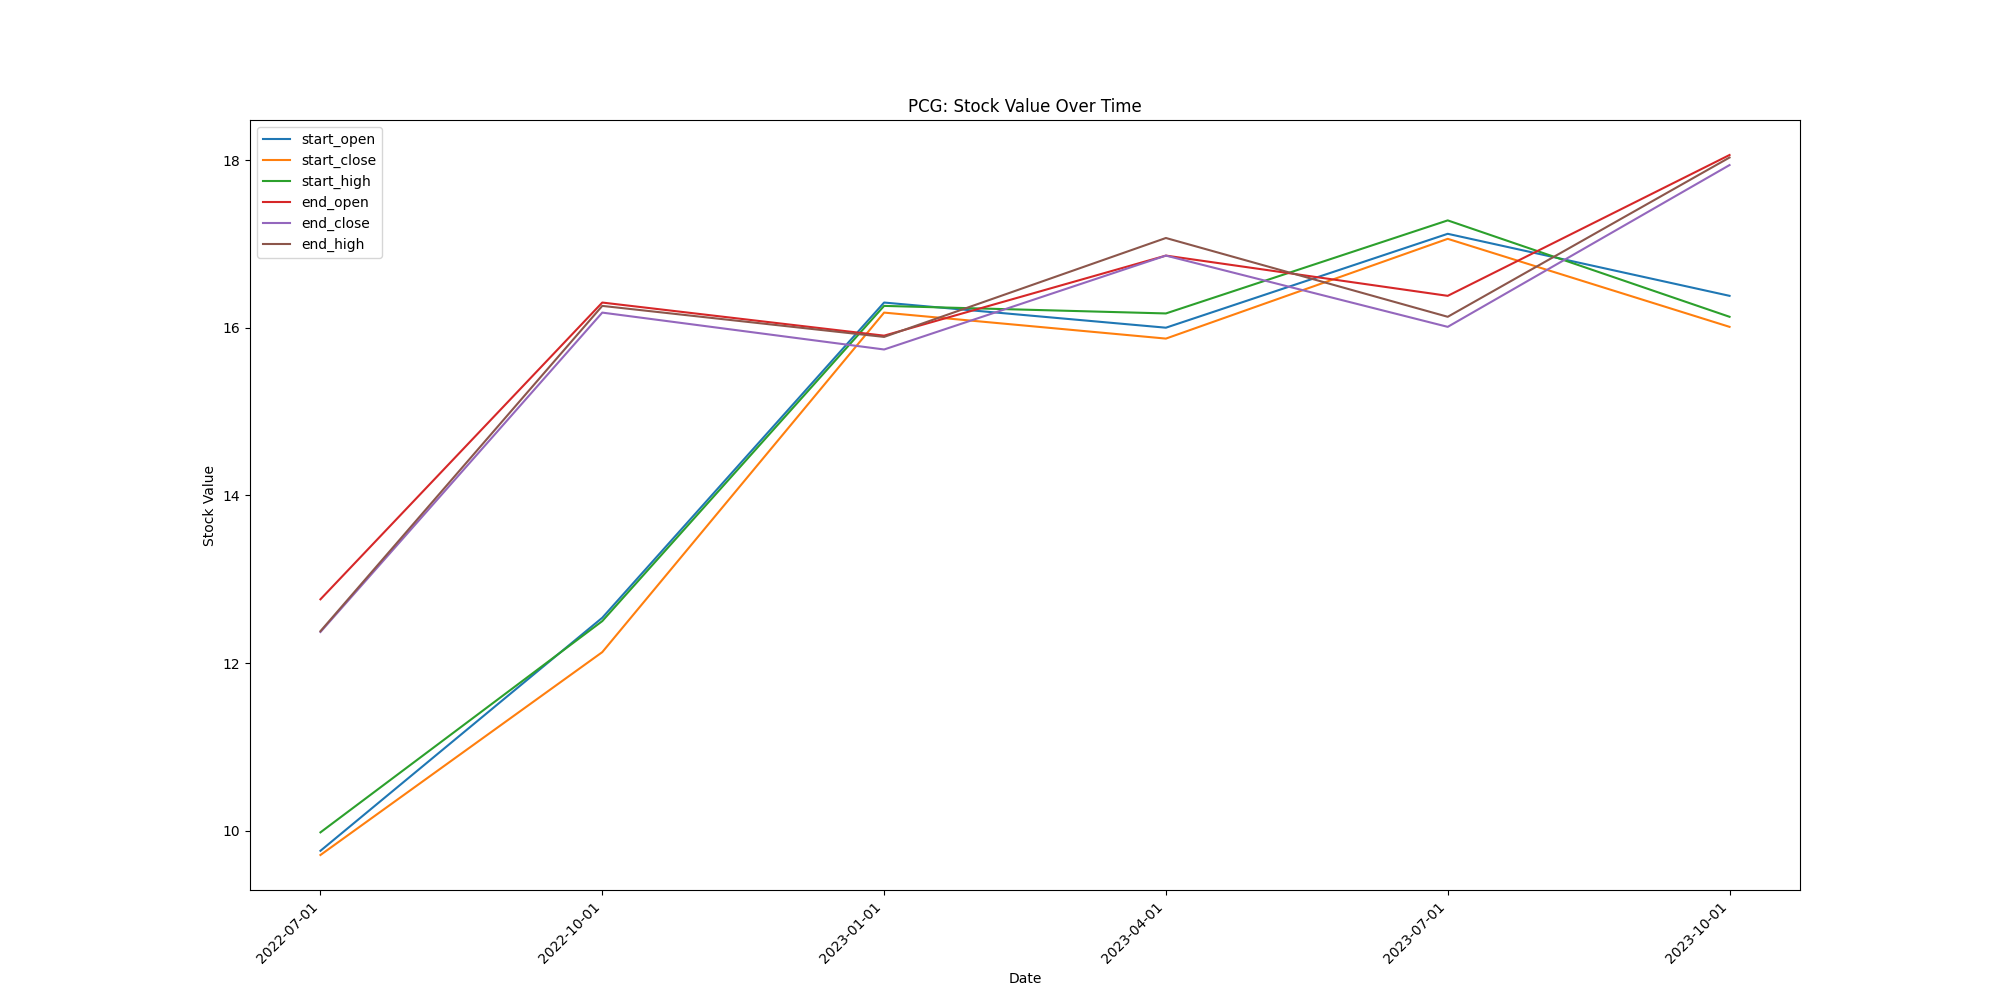 PCG: Stock Value Over Time
start_open
start_close
start_high
end_open
end_close
end_high
Stock Value
18
16
14
12
10
2022-07-01
2022-10-01
2023-01-01
2023-04-01
2023-07-01
2023-10-01
Date